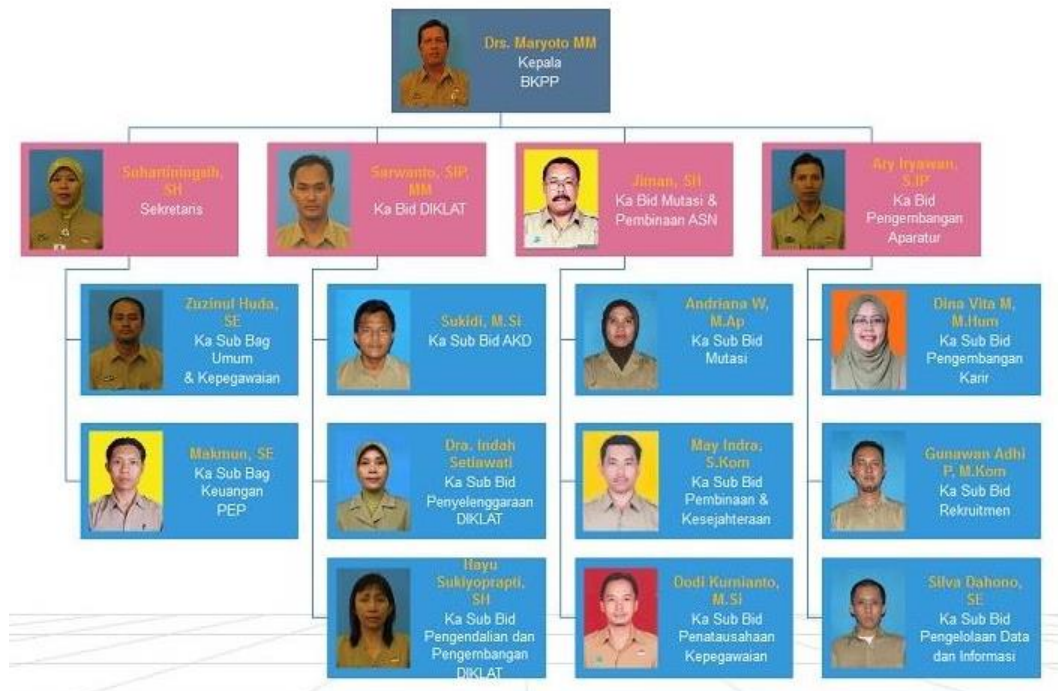 Drs. Maryoto MM
Kepala
BKPP
Suhartiningsih,
SH
Sekretaris
Sarwanto, SIP,
MM
Ka Bid DIKLAT
Jiman, SH
Ka Bid Mutasi &
Pembinaan ASN
Ary Iryawan,
S.IP
Ka Bid
Pengembangan
Aparatur
Zuzinul Huda,
SE
Ka Sub Bag
Umum
& Kepegawaian
Sukidi, M.Si
Ka Sub Bid AKD
Andriana W,
M.Ap
Ka Sub Bid
Mutasi
Dina Vita M,
M.Hum
Ka Sub Bid
Pengembangan
Karir
Makmun, SE
Ka Sub Bag
Keuangan
PEP
Dra. Indah
Setiawati
Ka Sub Bid
Penyelenggaraan
DIKLAT
May Indra,
S.Kom
Ka Sub Bid
Pembinaan &
Kesejahteraan
Gunawan Adhi
P, M.Kom
Ka Sub Bid
Rekruitmen
Hayu
Sukiyoprapti,
SH
Ka Sub Bid
Pengendalian dan
Pengembangan
DIKLAT
Dodi Kurnianto,
M.Si
Ka Sub Bid
Penatausahaan
Kepegawaian
Silva Dahono,
SE
Ka Sub Bid
Pengelolaan Data
dan Informasi